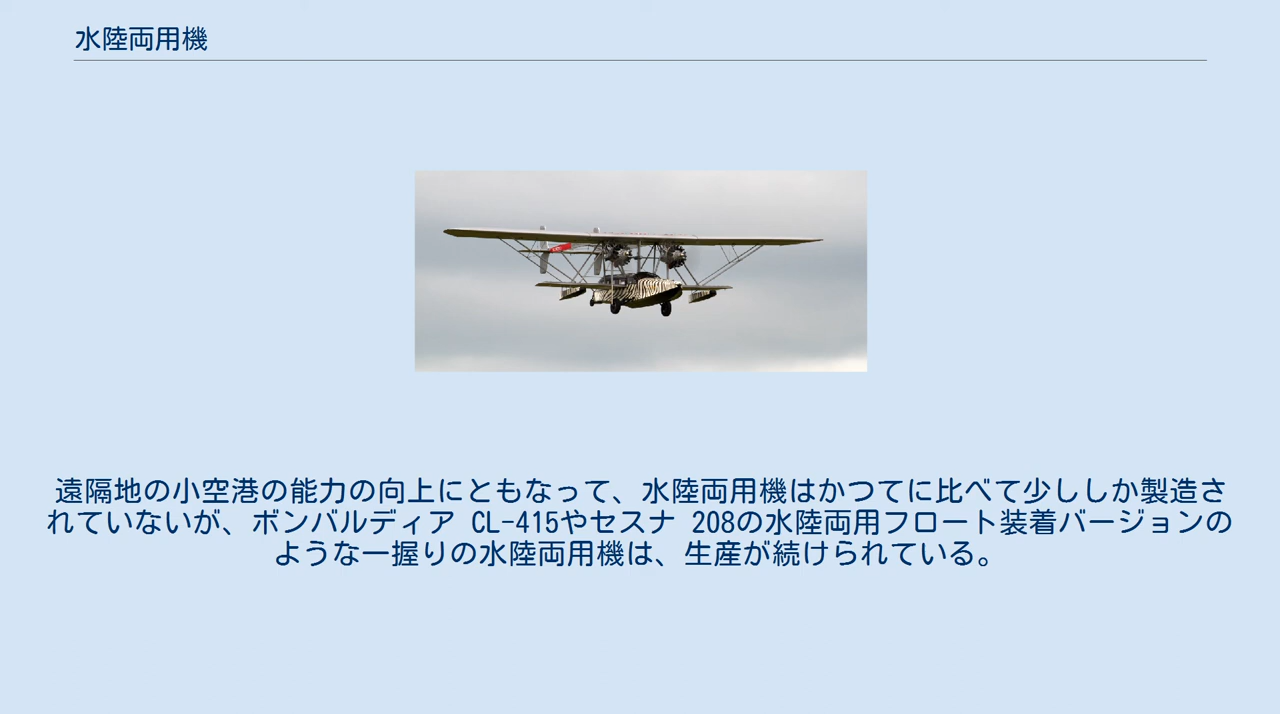 水陸両用機
遠隔地の小空港の能力の向上にともなって、水陸両用機はかつてに比べて少ししか製造さ
れていないが、ボンバルディア CL-415やセスナ 208の水陸両用フロート装着バージョンの
ような一握りの水陸両用機は、生産が続けられている。